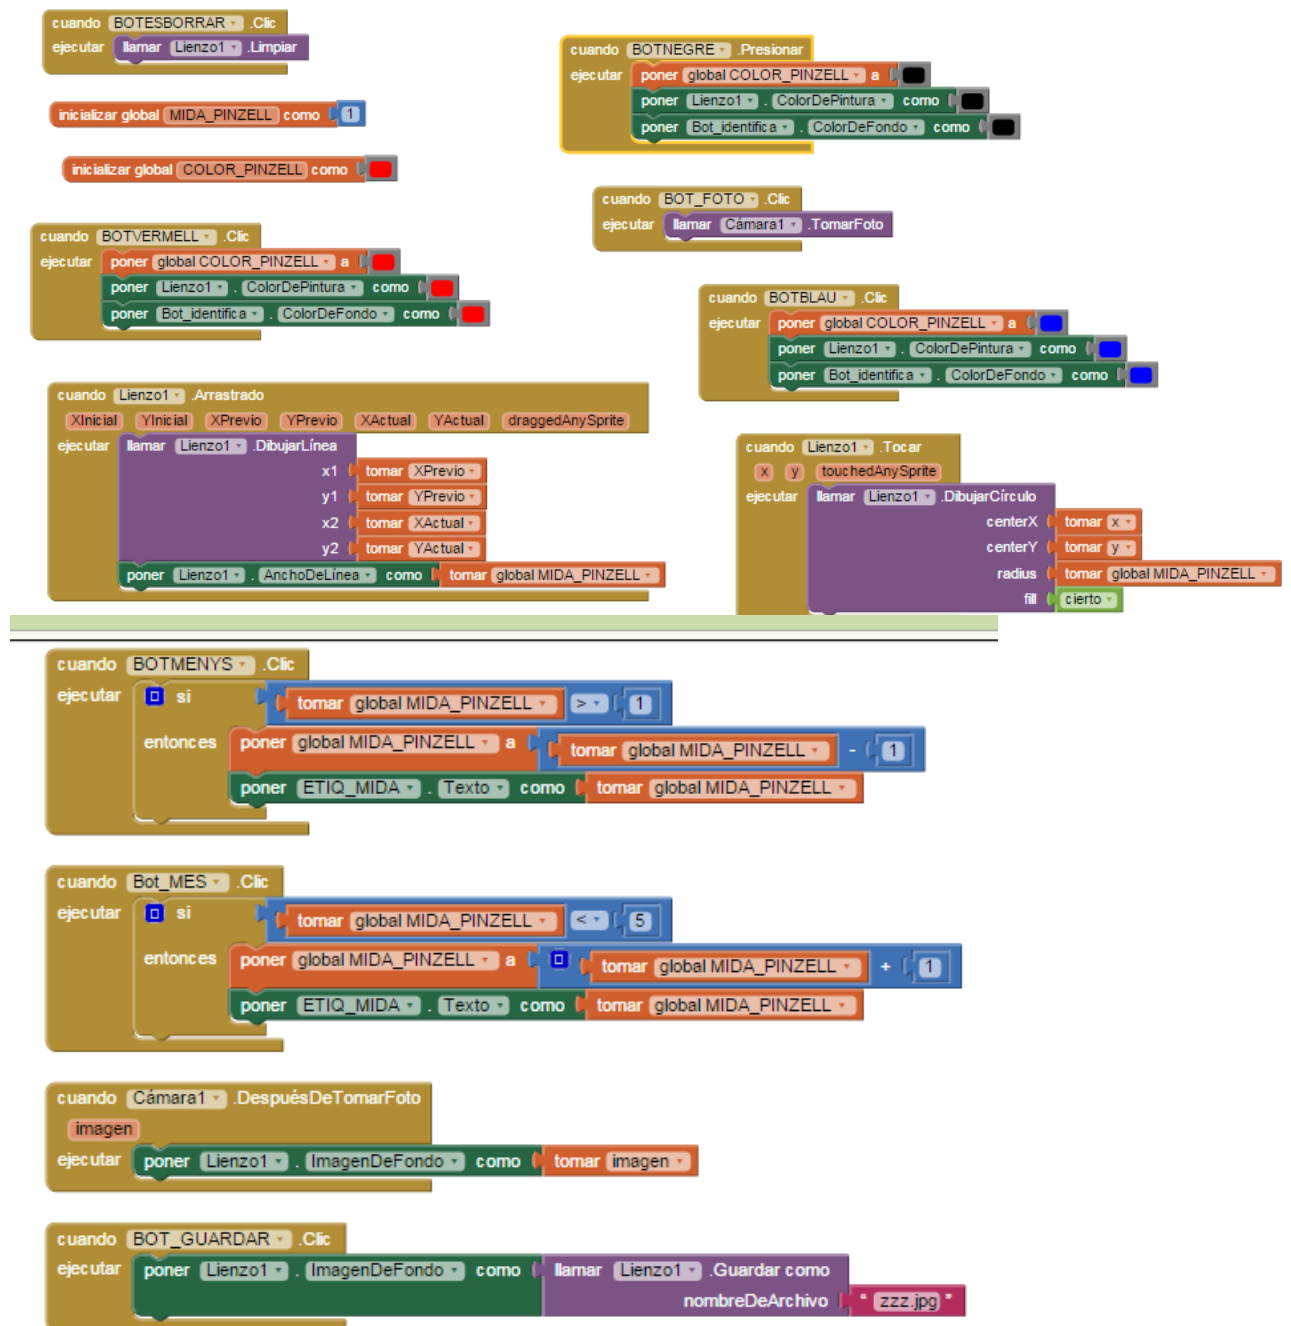 cuando BOTESBORRAR .Clic
ejecutar llamar Lienzo1 .Limpiar
inicializar global MIDA_PINZELL como 1
inicializar global COLOR_PINZELL como
cuando BOTNEGRE .Presionar
ejecutar poner global COLOR_PINZELL a
poner Lienzo1 . ColorDePintura como
poner Bot_identifica . ColorDeFondo como
cuando BOT_FOTO .Clic
ejecutar llamar Cámara1 .TomarFoto
cuando BOTVERMELL .Clic
ejecutar poner global COLOR_PINZELL a
poner Lienzo1 . ColorDePintura como
poner Bot_identifica . ColorDeFondo como
cuando BOTBLAU .Clic
ejecutar poner global COLOR_PINZELL a
poner Lienzo1 . ColorDePintura como
poner Bot_identifica . ColorDeFondo como
cuando Lienzo1 .Arrastrado
XInicial YInicial XPrevio YPrevio XActual YActual draggedAnySprite
ejecutar llamar Lienzo1 .DibujarLínea
x1 tomar XPrevio
y1 tomar YPrevio
x2 tomar XActual
y2 tomar YActual
poner Lienzo1 . AnchoDeLínea como tomar global MIDA_PINZELL
cuando Lienzo1 .Tocar
x y touchedAnySprite
ejecutar llamar Lienzo1 .DibujarCírculo
centerX tomar x
centerY tomar y
radius tomar global MIDA_PINZELL
fill cierto
cuando BOTMENYS .Clic
ejecutar si tomar global MIDA_PINZELL > 1
entonces poner global MIDA_PINZELL a tomar global MIDA_PINZELL - 1
poner ETIQ_MIDA . Texto como tomar global MIDA_PINZELL
cuando Bot_MES .Clic
ejecutar si tomar global MIDA_PINZELL < 5
entonces poner global MIDA_PINZELL a tomar global MIDA_PINZELL + 1
poner ETIQ_MIDA . Texto como tomar global MIDA_PINZELL
cuando Cámara1 .DespuésDeTomarFoto
imagen
ejecutar poner Lienzo1 . ImagenDeFondo como tomar imagen
cuando BOT_GUARDAR .Clic
ejecutar poner Lienzo1 . ImagenDeFondo como llamar Lienzo1 .Guardar como
nombreDeArchivo " zzz.jpg "